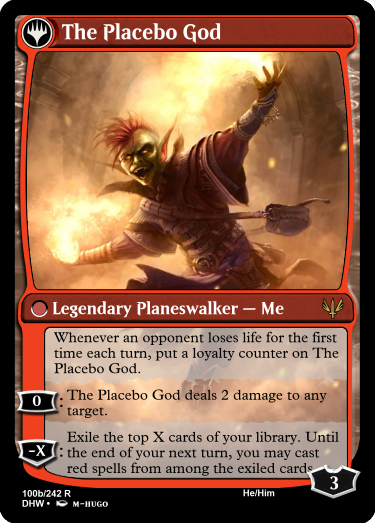 The Placebo God
Legendary Planeswalker — Me
Whenever an opponent loses life for the first
time each turn, put a loyalty counter on The
Placebo God.
0
: The Placebo God deals 2 damage to any
target.
-X
: Exile the top X cards of your library. Until
the end of your next turn, you may cast
red spells from among the exiled cards
3
100b/242 R
He/Him
DHW • M-HUGO